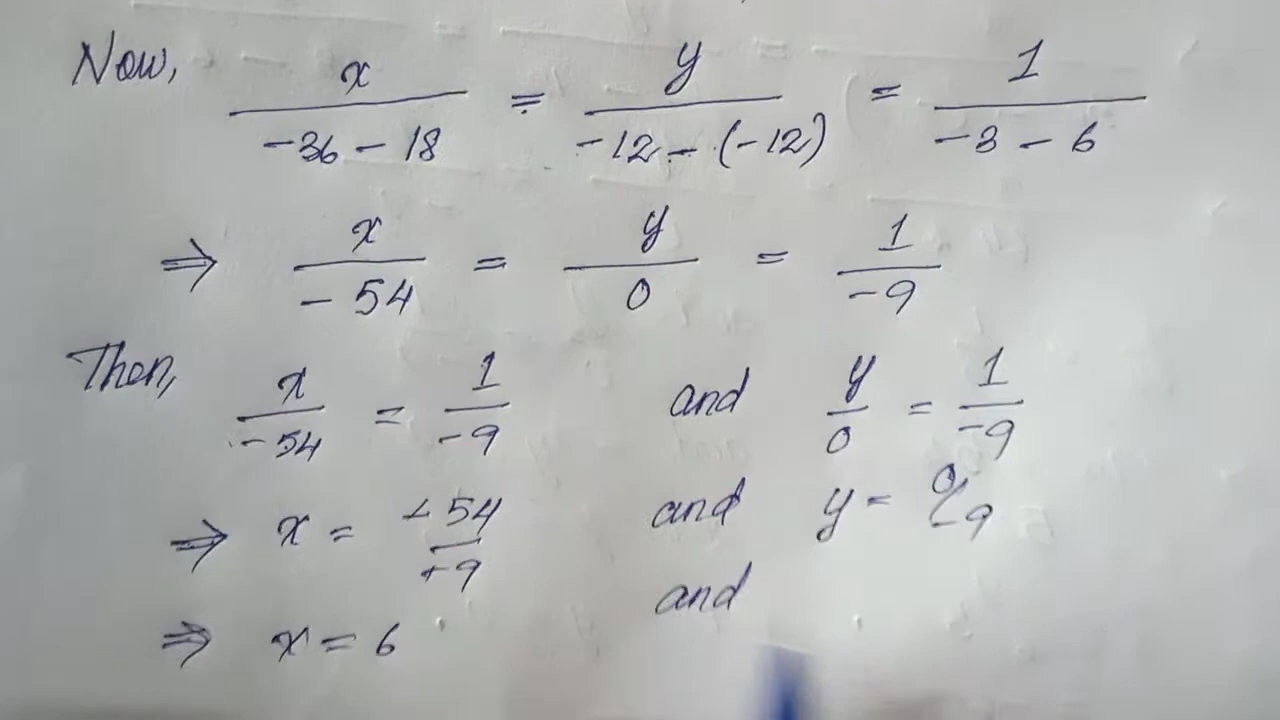 Now, x/(-36 - 18) = y/(-12 - (-12)) = 1/(-3 - 6)
⇒ x/(-54) = y/0 = 1/(-9)
Then, x/(-54) = 1/(-9) and y/0 = 1/(-9)
⇒ x = +54/+9 and y = 0/-9
⇒ x = 6 and